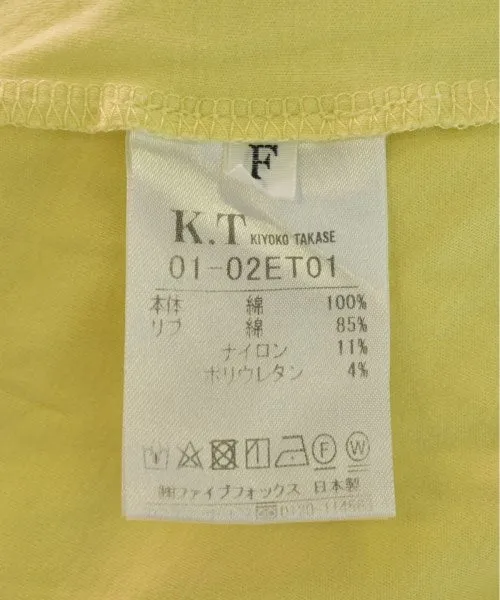 F
K.T KIYOKO TAKASE
01-02ET01
本体 綿 100%
リブ 綿 85%
ナイロン 11%
ポリウレタン 4%
F W
㈱ファイブフォックス 日本製